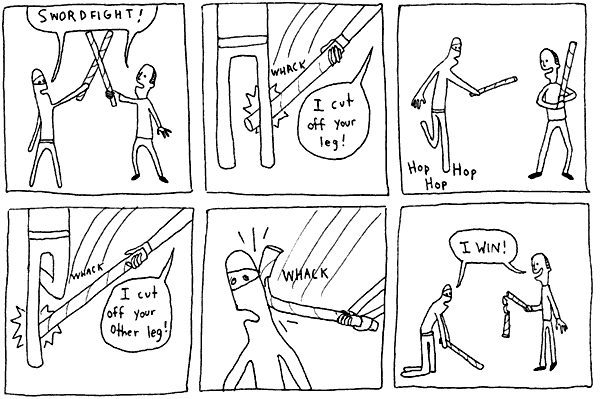 SWORDFIGHT!
WHACK
I cut
off your
leg!
Hop Hop
Hop
WHACK
I cut
off your
other leg!
WHACK
I WIN!